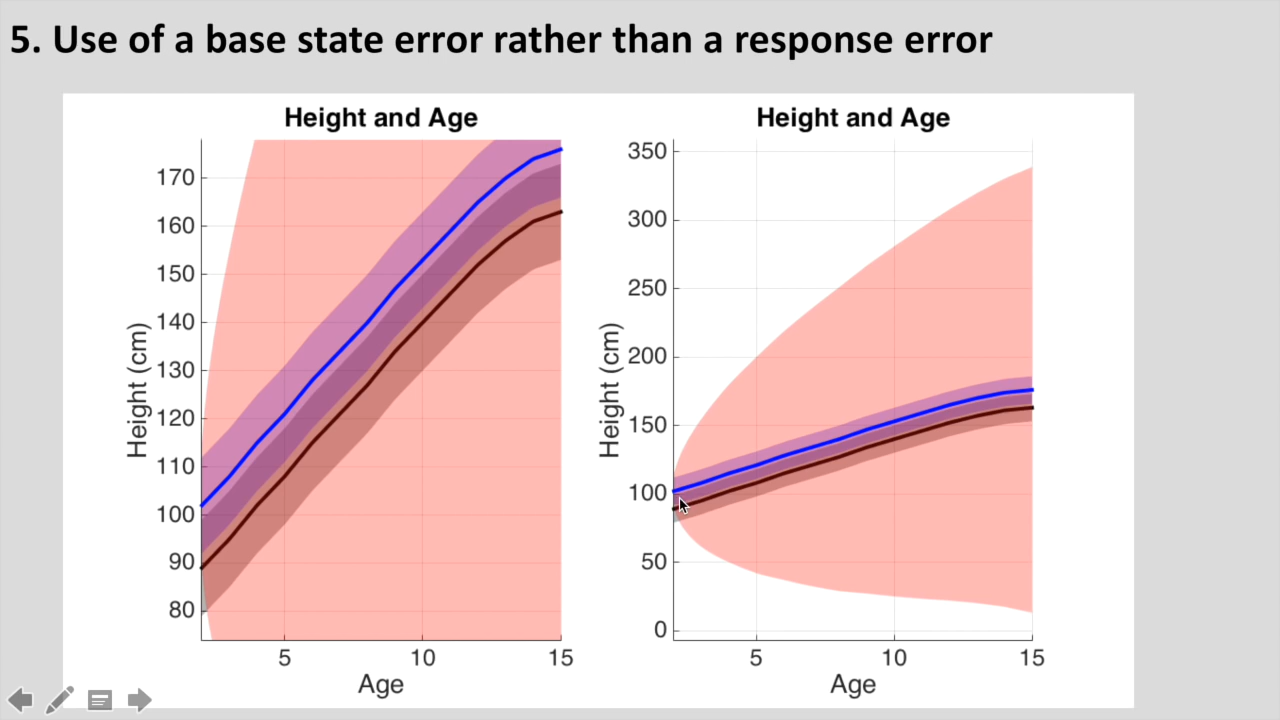 5. Use of a base state error rather than a response error
Height and Age
170
160
150
140
130
120
110
100
90
80
Height (cm)
5 10 15
Age
Height and Age
350
300
250
200
150
100
50
0
Height (cm)
5 10 15
Age